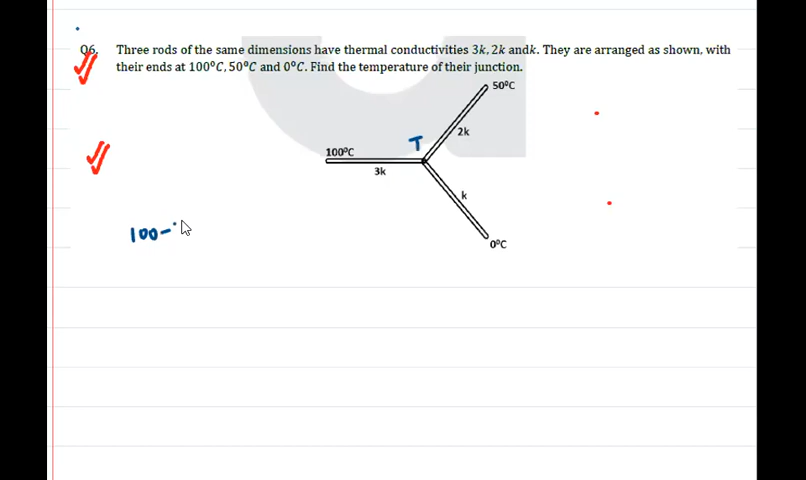 Q6. Three rods of the same dimensions have thermal conductivities 3k, 2k andk. They are arranged as shown, with
their ends at 100°C, 50°C and 0°C. Find the temperature of their junction.
50°C
T
2k
100°C
3k
k
100-
0°C